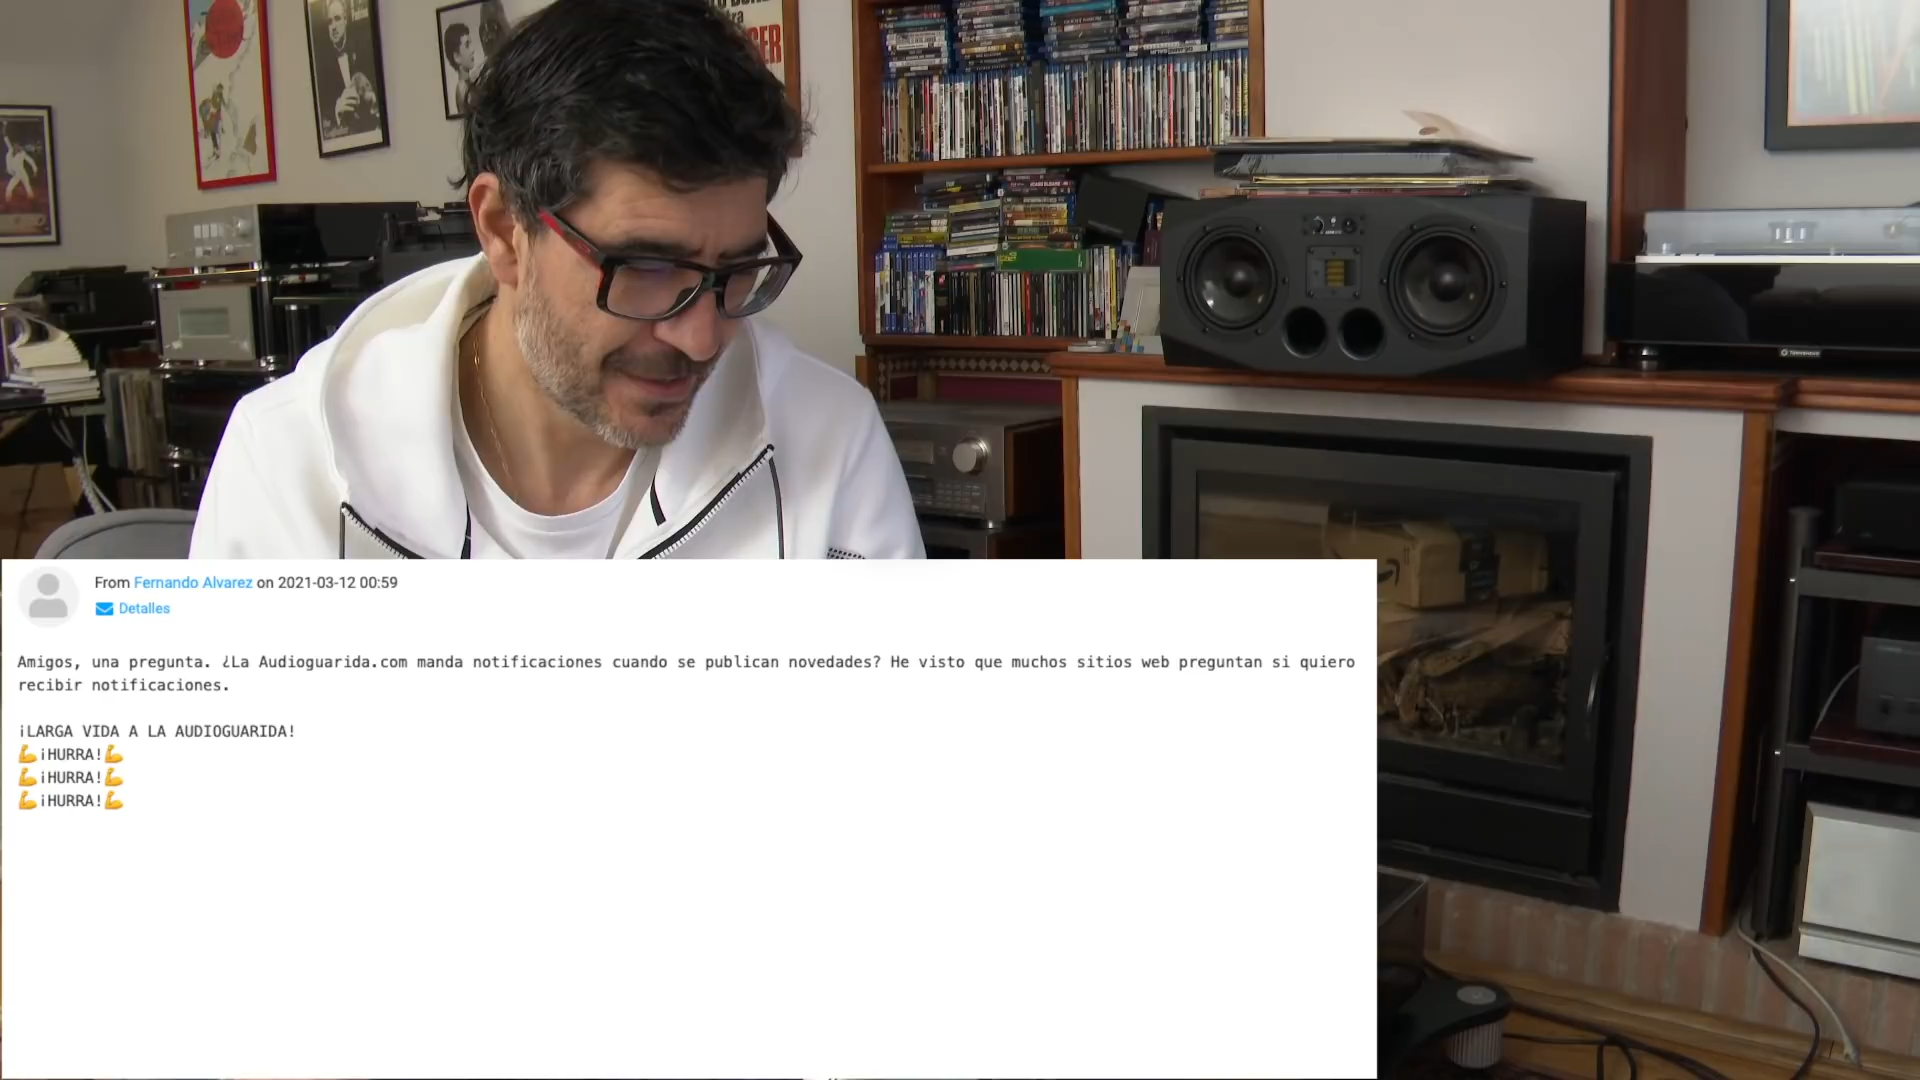 From Fernando Alvarez on 2021-03-12 00:59
Detalles
Amigos, una pregunta. ¿La Audioguarida.com manda notificaciones cuando se publican novedades? He visto que muchos sitios web preguntan si quiero
recibir notificaciones.
¡LARGA VIDA A LA AUDIOGUARIDA!
💪¡HURRA!💪
💪¡HURRA!💪
💪¡HURRA!💪